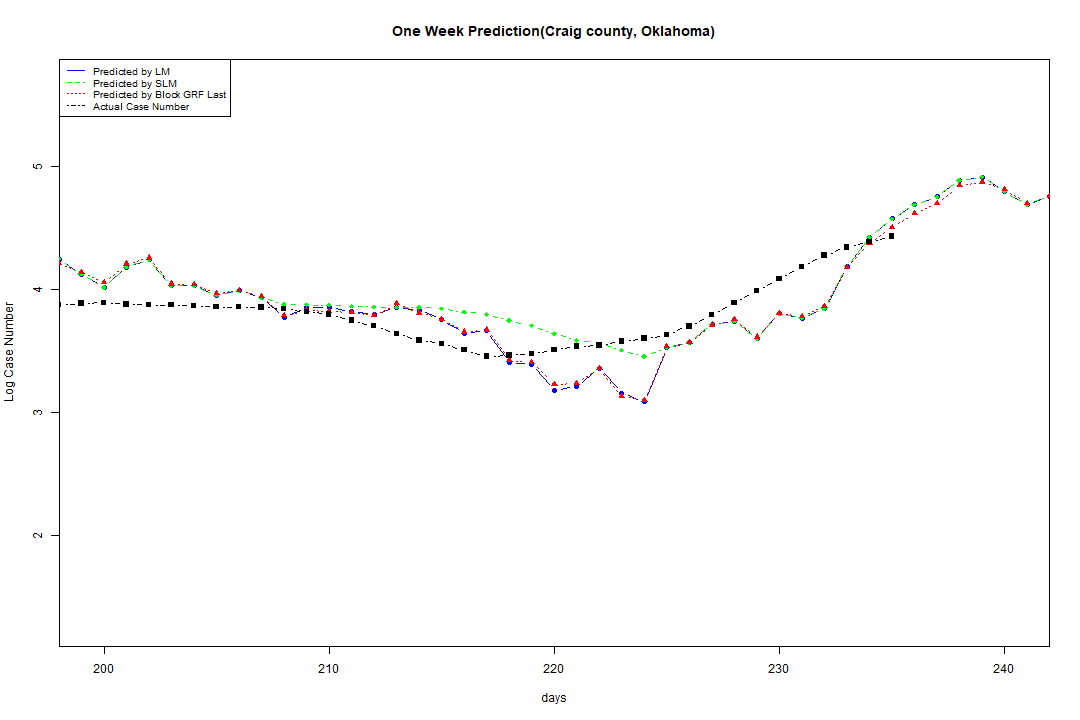 One Week Prediction(Craig county, Oklahoma)
Predicted by LM
Predicted by SLM
Predicted by Block GRF Last
Actual Case Number
Log Case Number
5
4
3
2
200 210 220 230 240
days